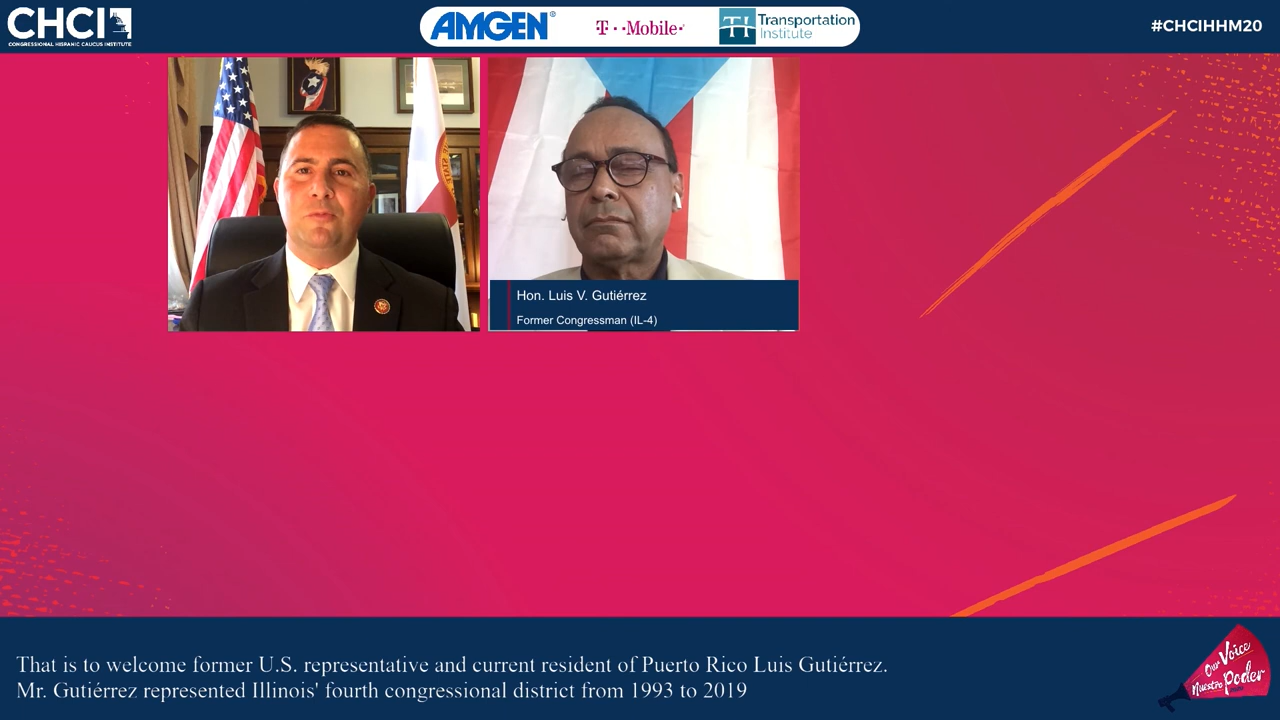 CHCI
CONGRESSIONAL HISPANIC CAUCUS INSTITUTE
AMGEN®
T··Mobile·®
TI Transportation
Institute
#CHCIHHM20
Hon. Luis V. Gutiérrez
Former Congressman (IL-4)
That is to welcome former U.S. representative and current resident of Puerto Rico Luis Gutiérrez.
Mr. Gutiérrez represented Illinois' fourth congressional district from 1993 to 2019
Our Voice
Nuestro Poder